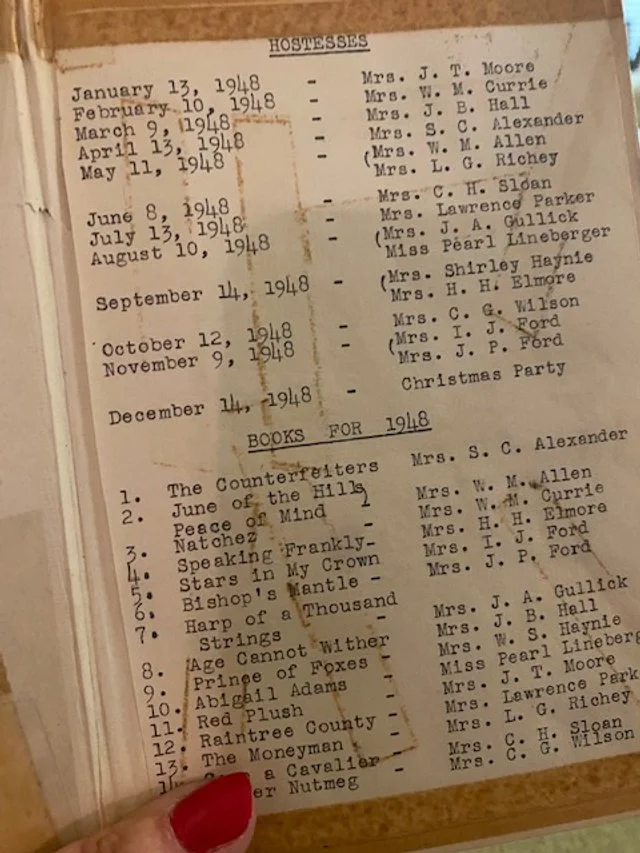 HOSTESSES
January 13, 1948 - Mrs. J. T. Moore
February 10, 1948 Mrs. W. M. Currie
March 9, 1948 - Mrs. J. B. Hall
April 13, 1948 - Mrs. S. C. Alexander
May 11, 1948 - (Mrs. W. M. Allen
(Mrs. L. G. Richey
June 8, 1948 - Mrs. C. H. Sloan
July 13, 1948 - Mrs. Lawrence Parker
August 10, 1948 - (Mrs. J. A. Gullick
Miss Pearl Lineberger
September 14, 1948 - (Mrs. Shirley Haynie
Mrs. H. H. Elmore
October 12, 1948 - Mrs. C. G. Wilson
November 9, 1948 - (Mrs. I. J. Ford
(Mrs. J. P. Ford
December 14, 1948 - Christmas Party
BOOKS FOR 1948
1. The Counterfeiters Mrs. S. C. Alexander
2. June of the Hills)
Peace of Mind ) Mrs. W. M. Allen
3. Natchez - Mrs. W. M. Currie
4. Speaking Frankly- Mrs. H. H. Elmore
5. Stars in My Crown Mrs. I. J. Ford
6. Bishop's Mantle - Mrs. J. P. Ford
7. Harp of a Thousand
Strings Mrs. J. A. Gullick
8. Age Cannot Wither Mrs. J. B. Hall
9. Prince of Foxes - Mrs. W. S. Haynie
10. Abigail Adams Miss Pearl Lineberg
11. Red Plush Mrs. J. T. Moore
12. Raintree County - Mrs. Lawrence Park
13. The Moneyman - Mrs. L. G. Richey
a Cavalier - Mrs. C. H. Sloan
Nutmeg - Mrs. C. G. Wilson